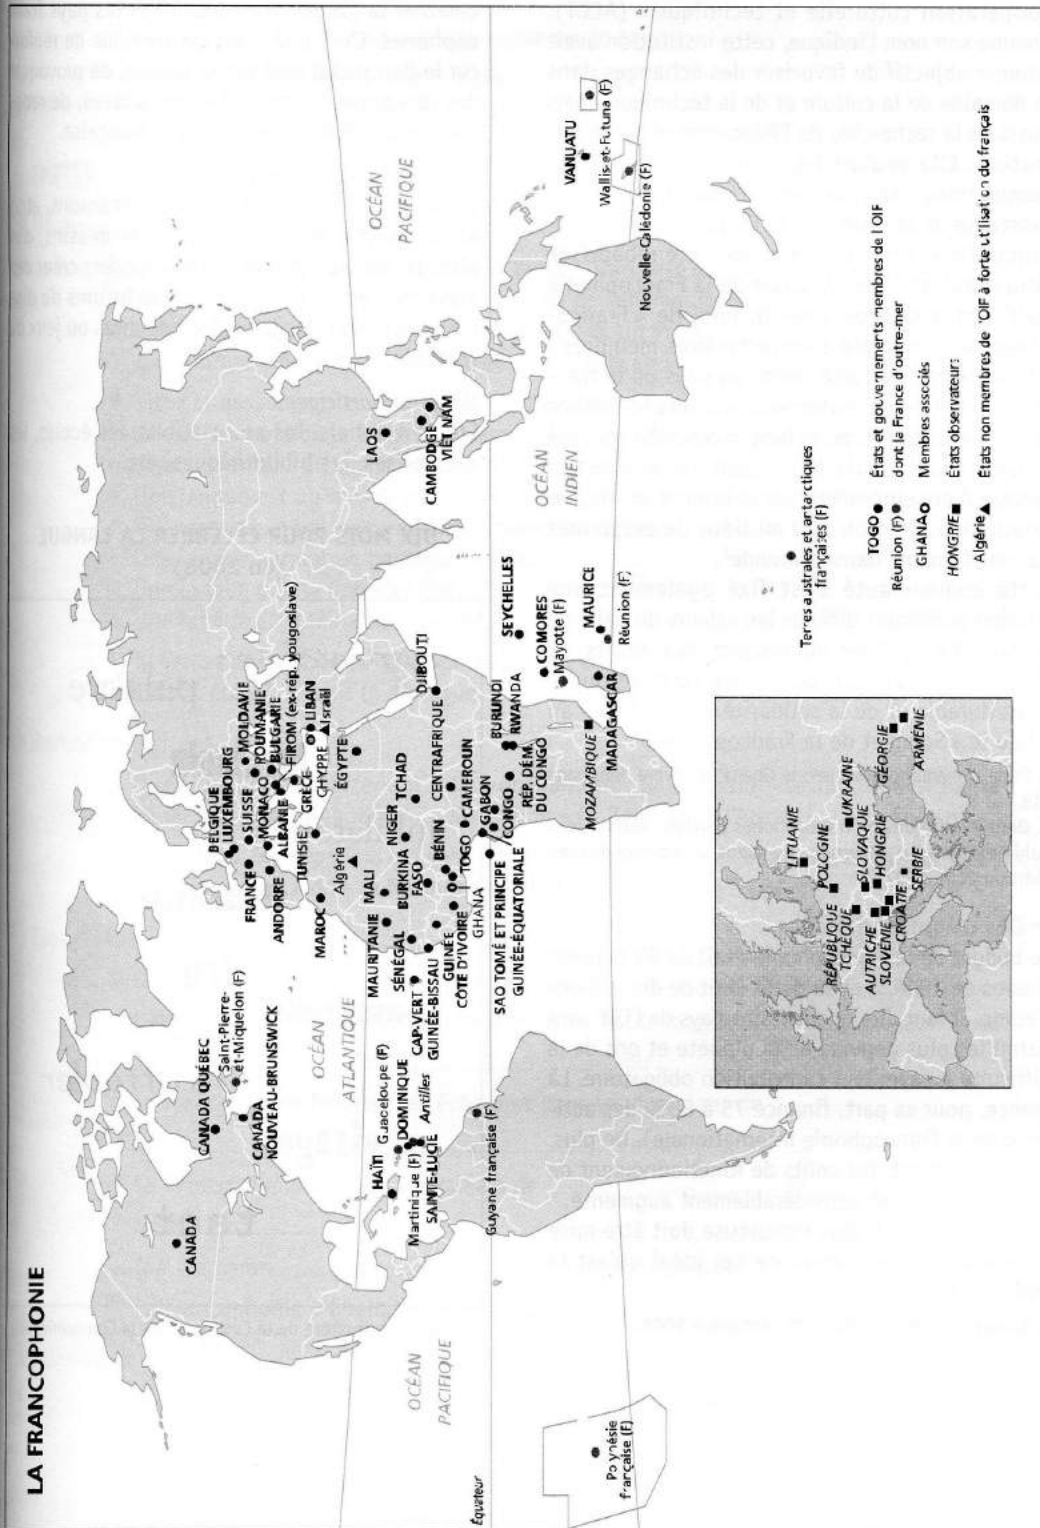 LA FRANCOPHONIE
CANADA
CANADA QUÉBEC
Saint-Pierre-
et-Miquelon (F)
CANADA
NOUVEAU-BRUNSWICK
OCÉAN
ATLANTIQUE
HAÏTI
Guadeloupe (F)
DOMINIQUE
Martinique (F)
Antilles
SAINTE-LUCIE
Guyane française (F)
OCÉAN
PACIFIQUE
Équateur
Polynésie
française (F)
BELGIQUE
LUXEMBOURG
FRANCE
SUISSE
MONACO
ANDORRE
ALBANIE
MOLDAVIE
ROUMANIE
BULGARIE
FIROM (ex-rép. yougoslave)
GRÈCE
CHYPRE
LIBAN
Israël
ÉGYPTE
TUNISIE
MAROC
Algérie
MAURITANIE
MALI
NIGER
TCHAD
DJIBOUTI
SÉNÉGAL
BURKINA
FASO
BÉNIN
CENTRAFRIQUE
CAP-VERT
GUINÉE-BISSAU
GUINÉE
CÔTE D'IVOIRE
GHANA
TOGO
CAMEROUN
GABON
CONGO
SAO TOMÉ ET PRINCIPE
GUINÉE-ÉQUATORIALE
RÉP. DÉM.
DU CONGO
BURUNDI
RWANDA
SEYCHELLES
COMORES
Mayotte (F)
MAURICE
Réunion (F)
MADAGASCAR
MOZAMBIQUE
LAOS
CAMBODGE
VIÊT NAM
OCÉAN
INDIEN
OCÉAN
PACIFIQUE
VANUATU
Wallis-et-Futuna (F)
Nouvelle-Calédonie (F)
Terres australes et antarctiques
françaises (F)
LITUANIE
POLOGNE
RÉPUBLIQUE
TCHÈQUE
UKRAINE
SLOVAQUIE
AUTRICHE
HONGRIE
SLOVÉNIE
CROATIE
SERBIE
GÉORGIE
ARMÉNIE
TOGO États et gouvernements membres de l'OIF
Réunion (F) dont la France d'outre-mer
GHANA Membres associés
HONGRIE États observateurs
Algérie États non membres de l'OIF à forte utilisation du français